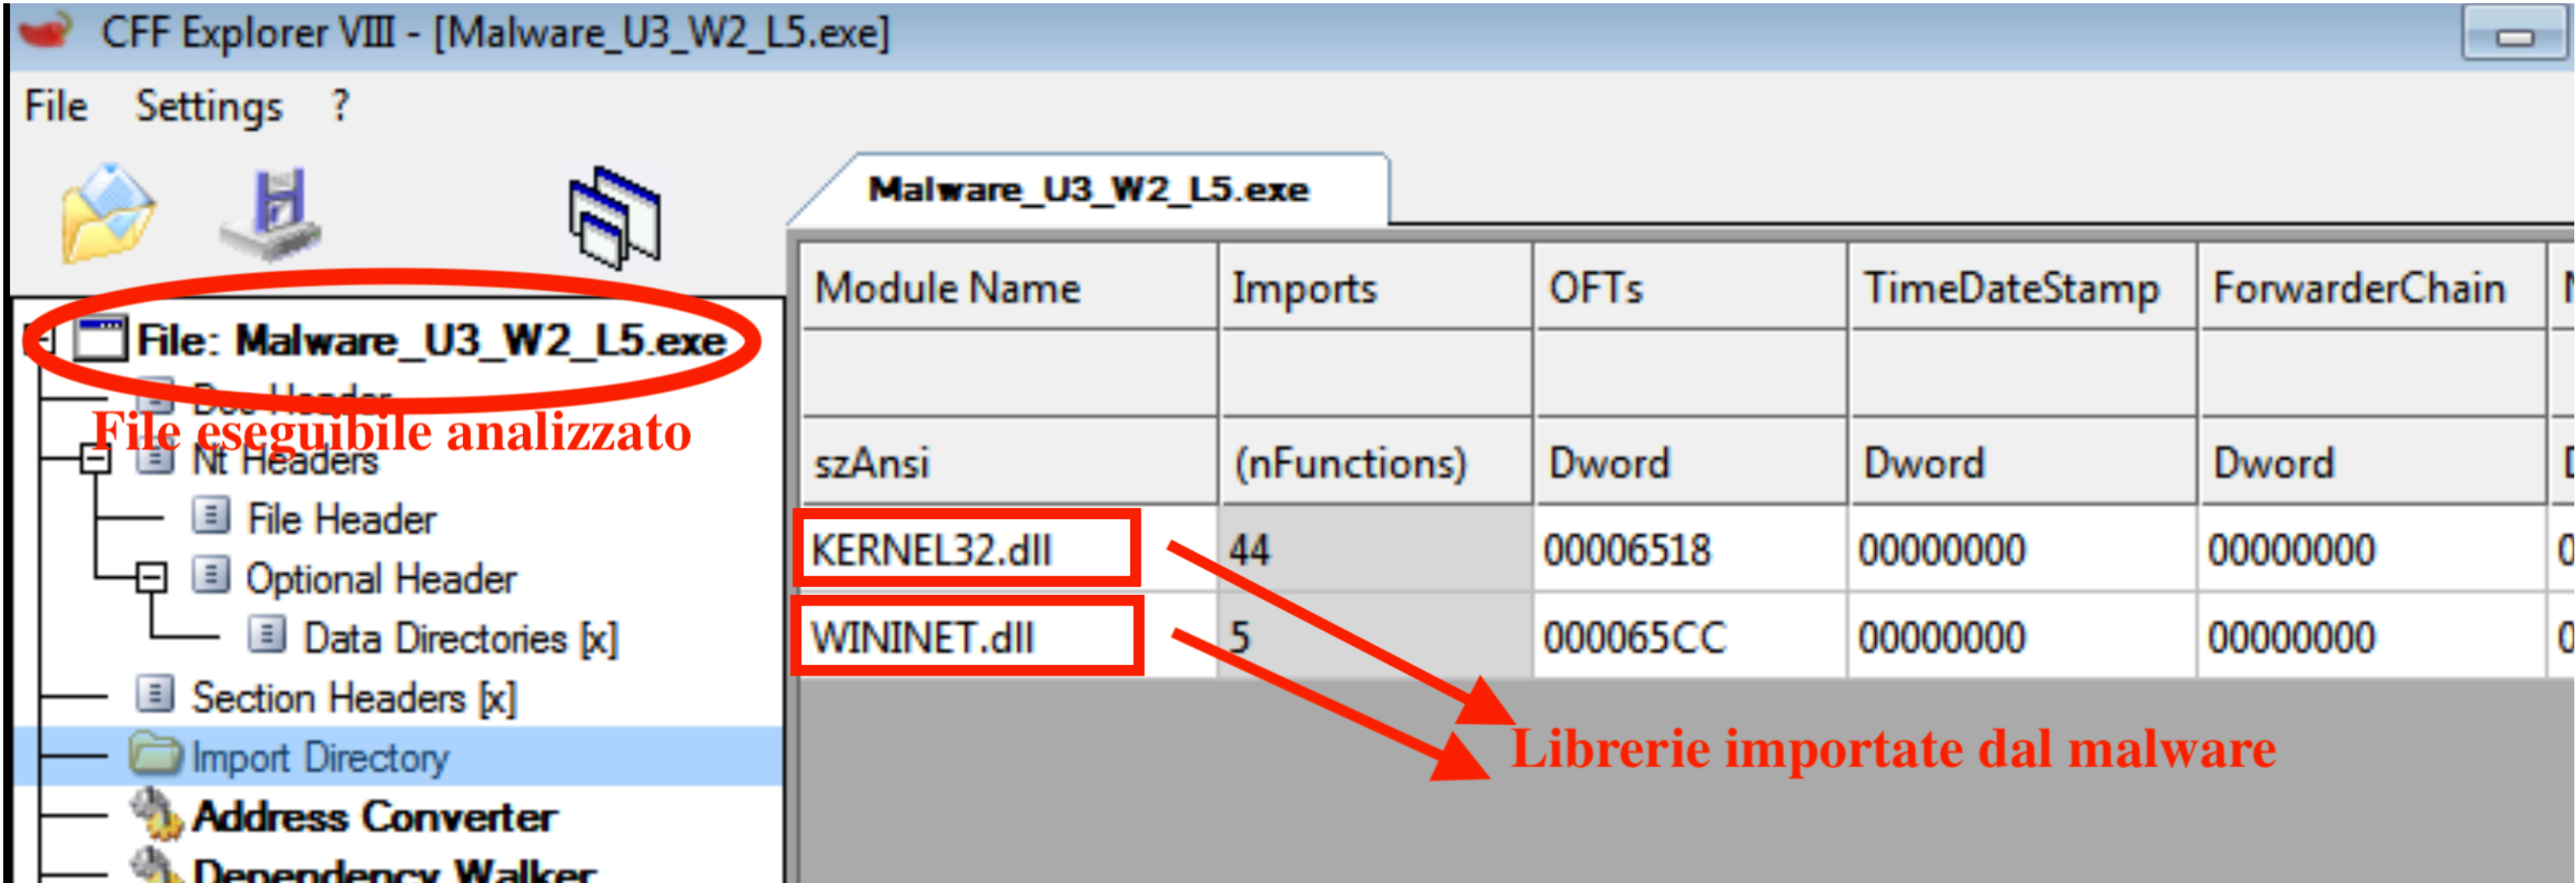 CFF Explorer VIII - [Malware_U3_W2_L5.exe]
File Settings ?
Malware_U3_W2_L5.exe
Module Name Imports OFTs TimeDateStamp ForwarderChain
szAnsi (nFunctions) Dword Dword Dword
KERNEL32.dll 44 00006518 00000000 00000000
WININET.dll 5 000065CC 00000000 00000000
Librerie importate dal malware
File: Malware_U3_W2_L5.exe
Dos Header
File eseguibile analizzato
Nt Headers
File Header
Optional Header
Data Directories [x]
Section Headers [x]
Import Directory
Address Converter
Dependency Walker